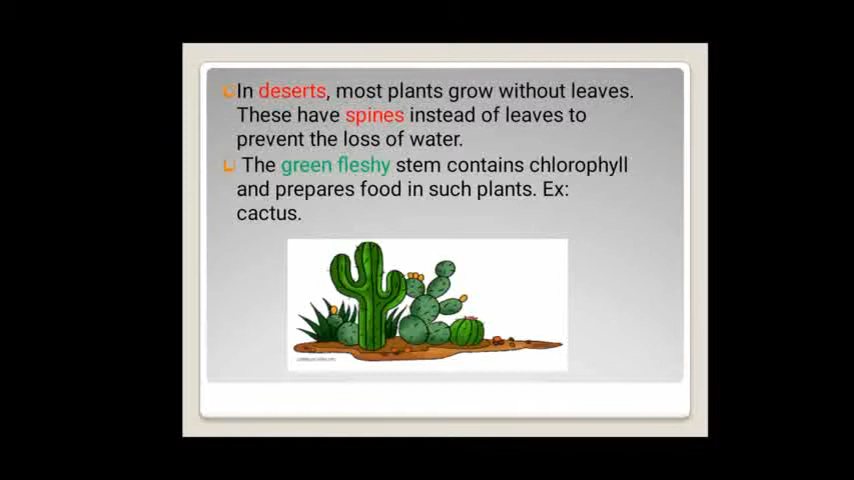 In deserts, most plants grow without leaves.
These have spines instead of leaves to
prevent the loss of water.
The green fleshy stem contains chlorophyll
and prepares food in such plants. Ex:
cactus.